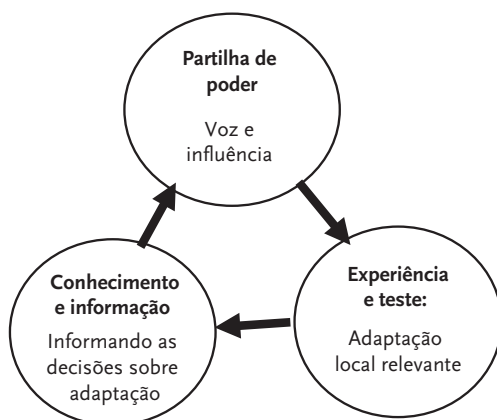 Partilha de
poder
Voz e
influência
Experiência
e teste:
Adaptação
local relevante
Conhecimento
e informação
Informando as
decisões sobre
adaptação